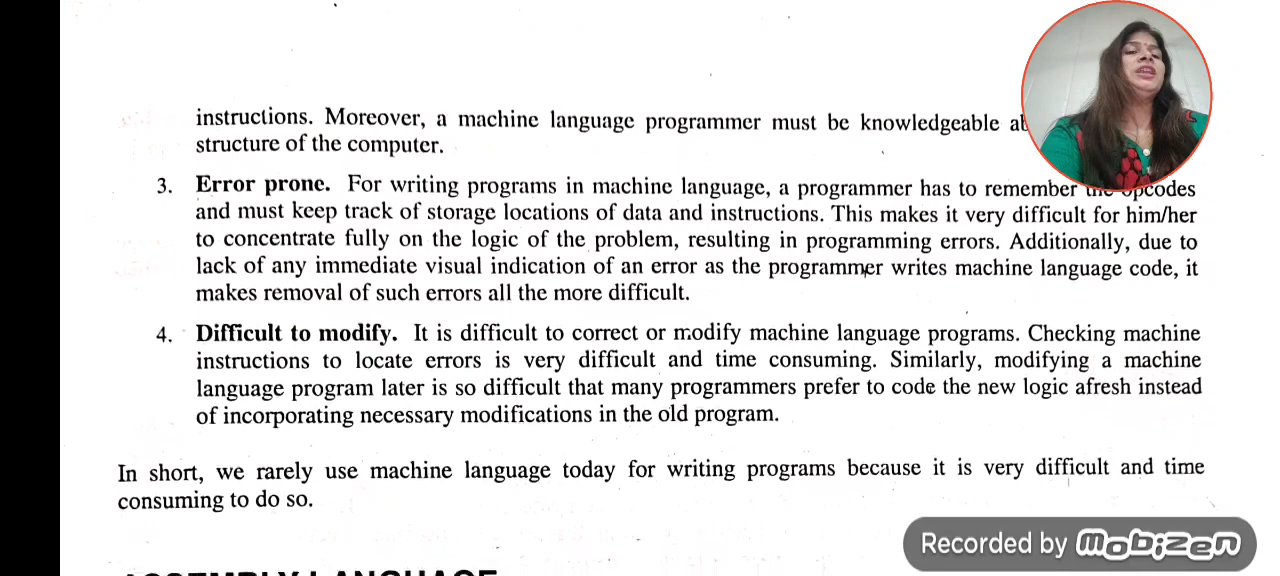 instructions. Moreover, a machine language programmer must be knowledgeable
structure of the computer.
3. Error prone. For writing programs in machine language, a programmer has to remember the opcodes
and must keep track of storage locations of data and instructions. This makes it very difficult for him/her
to concentrate fully on the logic of the problem, resulting in programming errors. Additionally, due to
lack of any immediate visual indication of an error as the programmer writes machine language code, it
makes removal of such errors all the more difficult.
4. Difficult to modify. It is difficult to correct or modify machine language programs. Checking machine
instructions to locate errors is very difficult and time consuming. Similarly, modifying a machine
language program later is so difficult that many programmers prefer to code the new logic afresh instead
of incorporating necessary modifications in the old program.
In short, we rarely use machine language today for writing programs because it is very difficult and time
consuming to do so.
Recorded by mobizen
ASSEMBLY LANGUAGE